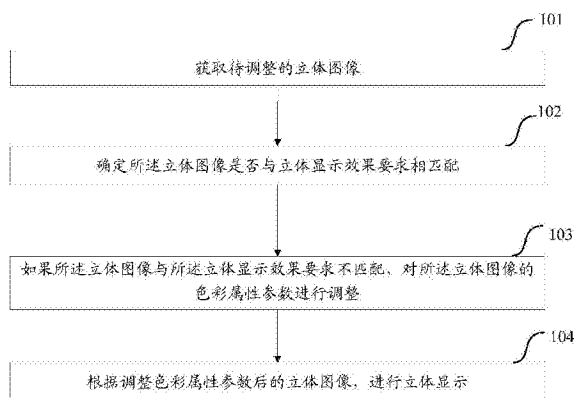 101
获取待调整的立体图像
102
确定所述立体图像是否与立体显示效果要求相匹配
103
如果所述立体图像与所述立体显示效果要求不匹配、对所述立体图像的
色彩属性参数进行调整
104
根据调整色彩属性参数后的立体图像，进行立体显示